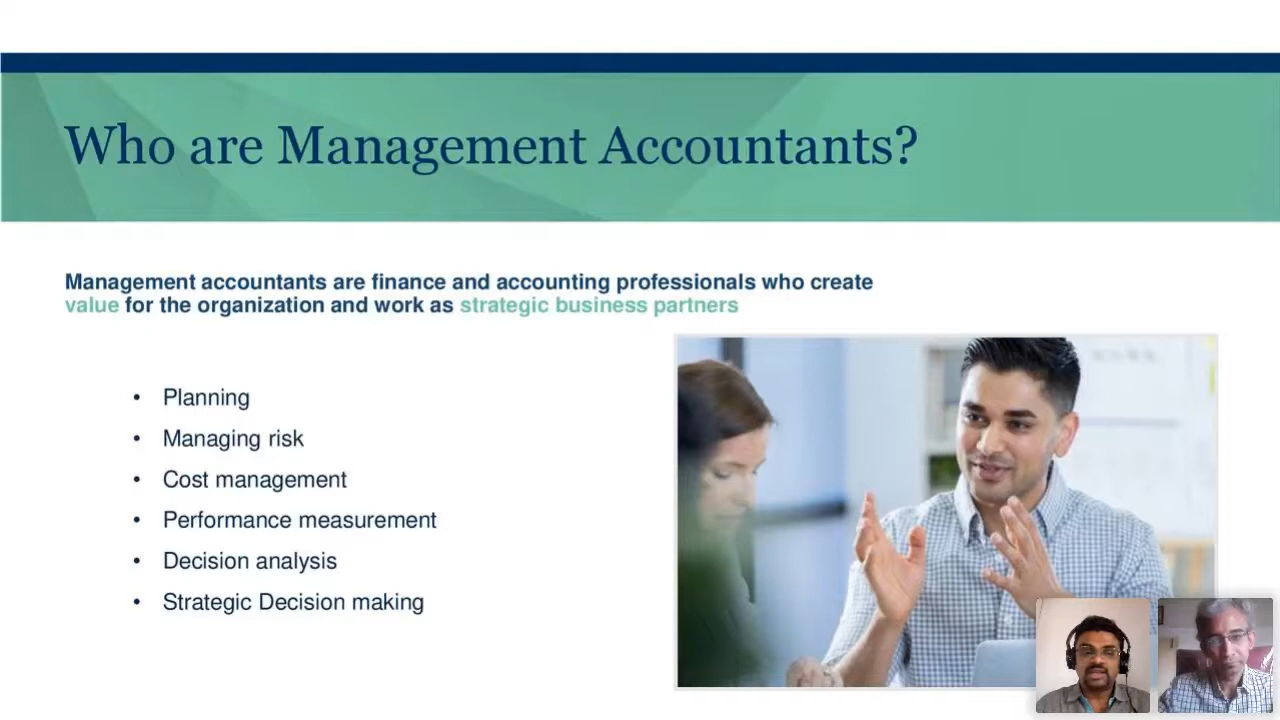 Who are Management Accountants?
Management accountants are finance and accounting professionals who create
value for the organization and work as strategic business partners
• Planning
• Managing risk
• Cost management
• Performance measurement
• Decision analysis
• Strategic Decision making